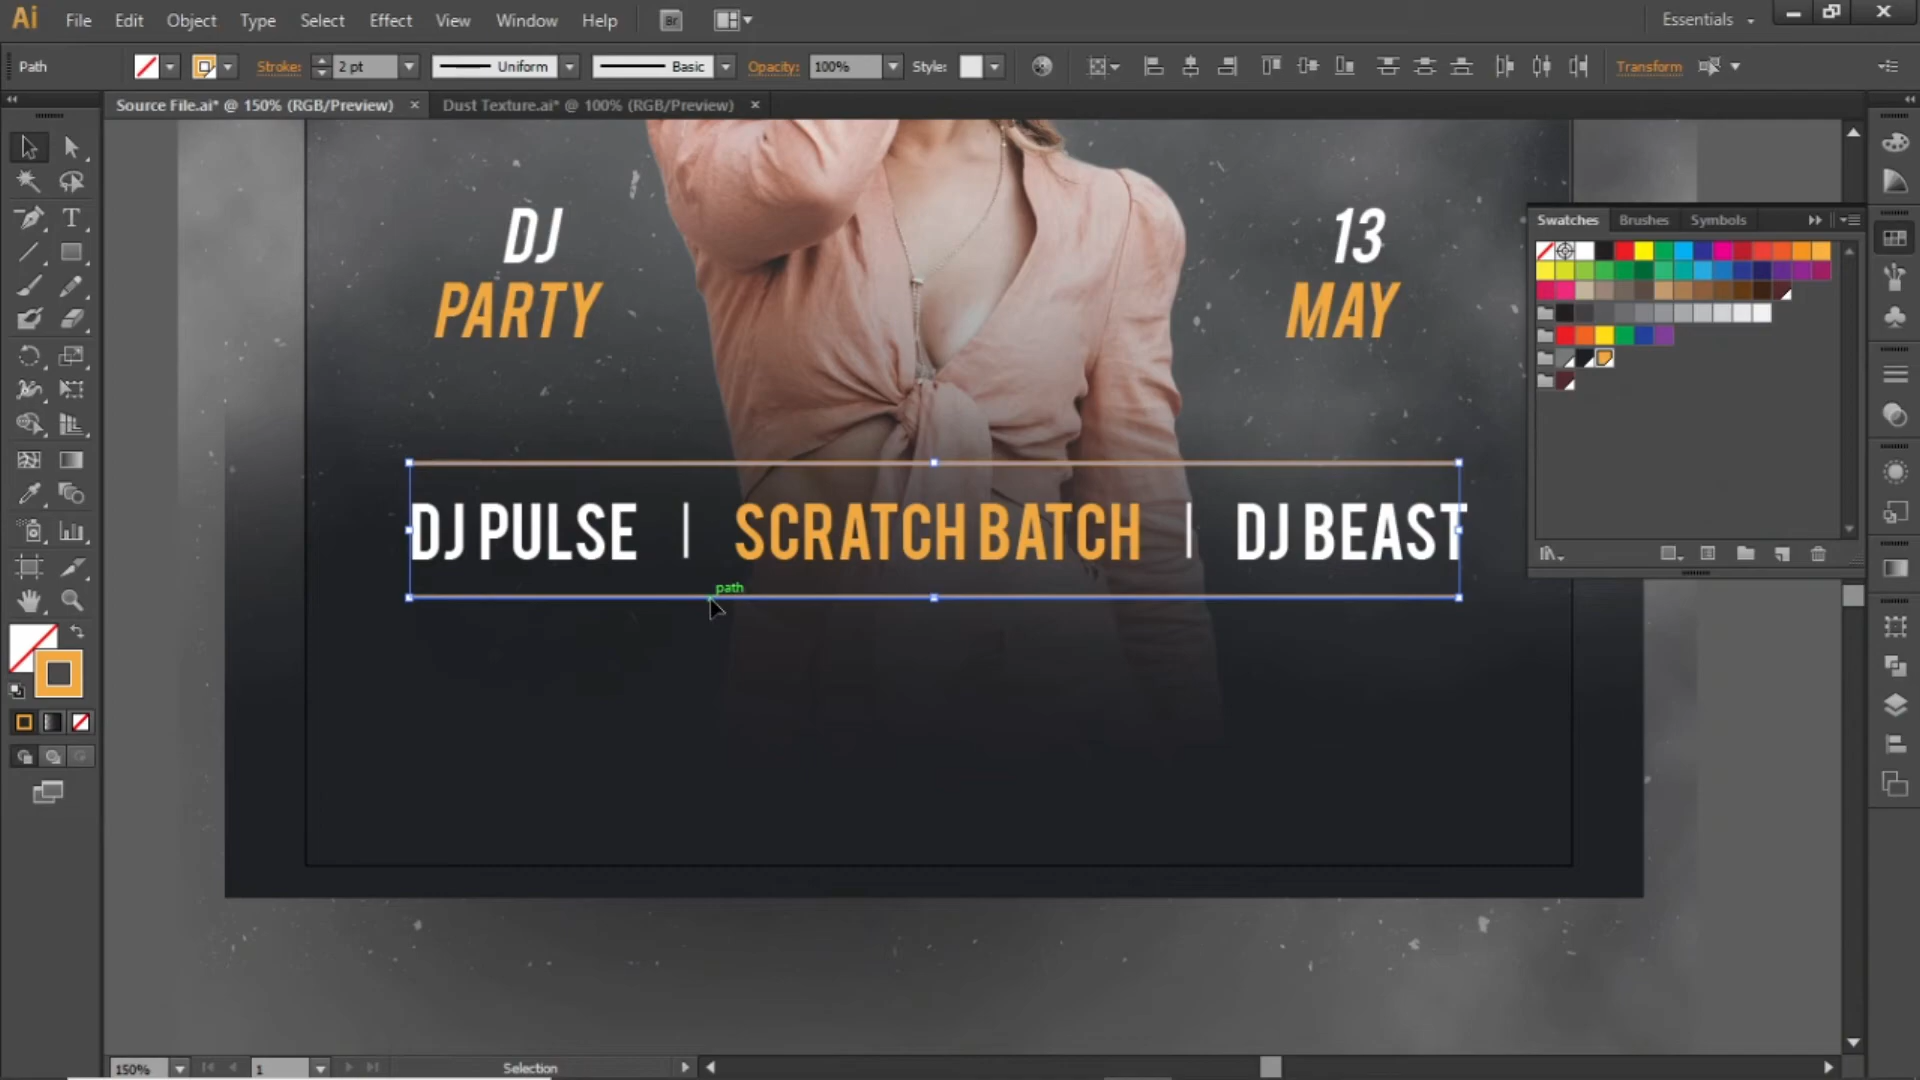 Ai File Edit Object Type Select Effect View Window Help Br Essentials
Path Stroke: 2 pt Uniform Basic Opacity: 100% Style: Transform
Source File.ai* @ 150% (RGB/Preview) Dust Texture.ai* @ 100% (RGB/Preview)
Swatches Brushes Symbols
DJ
PARTY
13
MAY
DJ PULSE | SCRATCH BATCH | DJ BEAST
path
150% 1 Selection